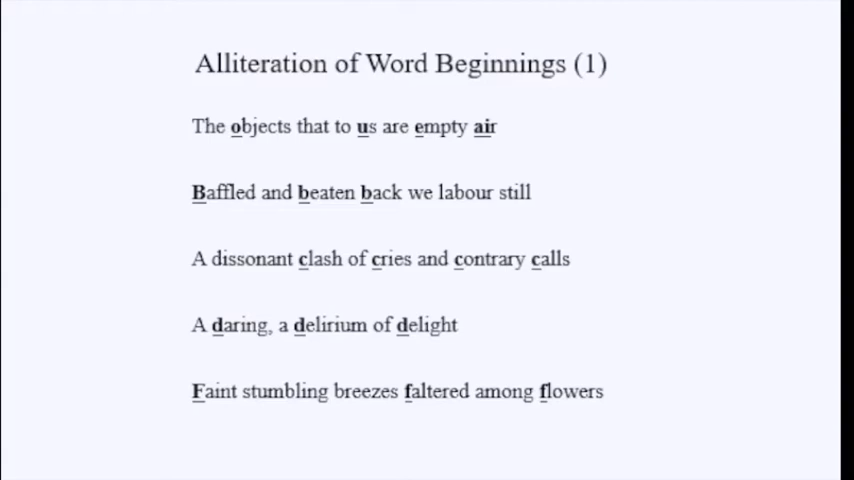 Alliteration of Word Beginnings (1)
The objects that to us are empty air
Baffled and beaten back we labour still
A dissonant clash of cries and contrary calls
A daring, a delirium of delight
Faint stumbling breezes faltered among flowers